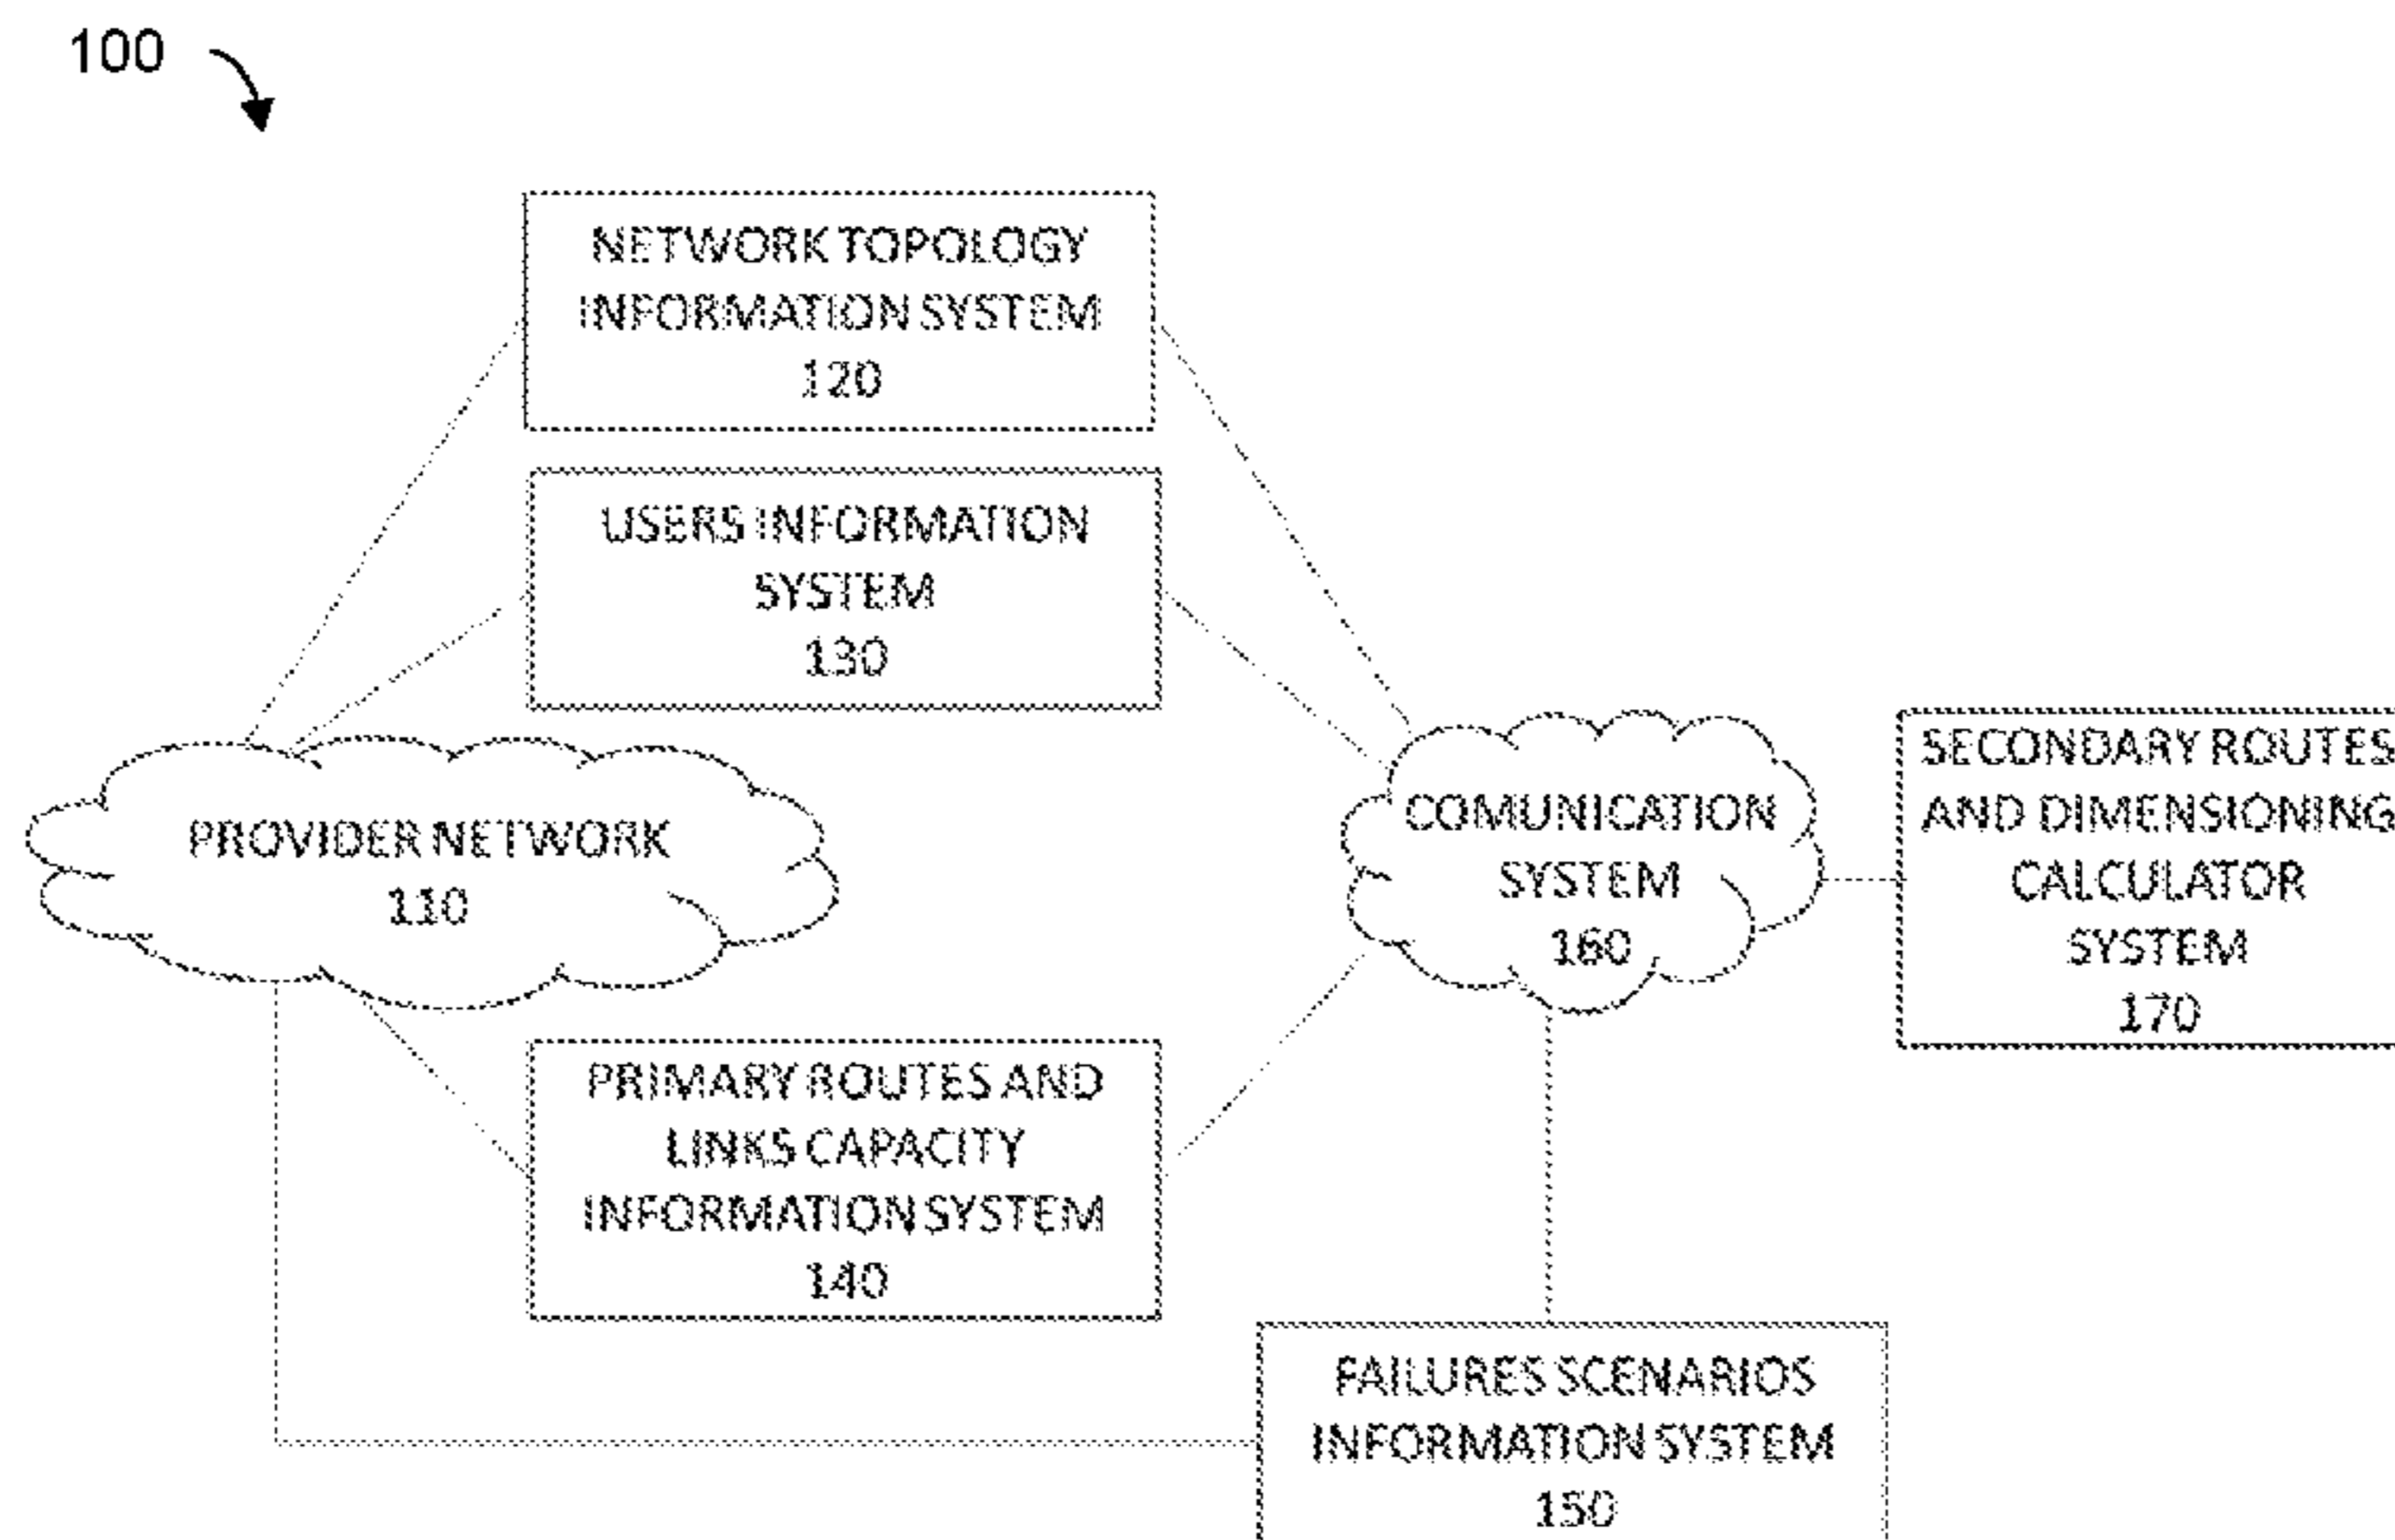 100
NETWORK TOPOLOGY
INFORMATION SYSTEM
120
USERS INFORMATION
SYSTEM
130
PROVIDER NETWORK
110
COMUNICATION
SYSTEM
160
SECONDARY ROUTES
AND DIMENSIONING
CALCULATOR
SYSTEM
170
PRIMARY ROUTES AND
LINKS CAPACITY
INFORMATION SYSTEM
140
FAILURES SCENARIOS
INFORMATION SYSTEM
150